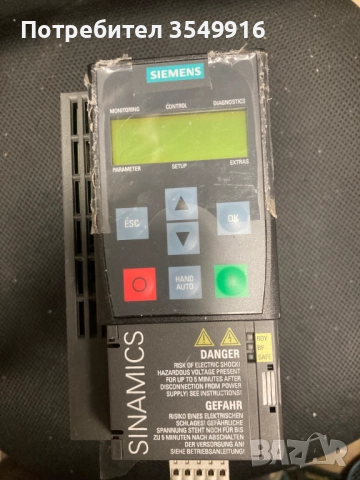 Потребител 3549916
SIEMENS
MONITORING CONTROL DIAGNOSTICS
PARAMETER SETUP EXTRAS
ESC
OK
HAND
AUTO
SINAMICS
RDY
BF
SAFE
DANGER
RISK OF ELECTRIC SHOCK!
HAZARDOUS VOLTAGE PRESENT
FOR UP TO 5 MINUTES AFTER
DISCONNECTION FROM POWER
SUPPLY! SEE INSTRUCTIONS!
GEFAHR
RISIKO EINES ELEKTRISCHEN
SCHLAGES! GEFÄHRLICHE
SPANNUNG STEHT NOCH FÜR BIS
ZU 5 MINUTEN NACH ABSCHALTEN
DER VERSORGUNG AN!
SIEHE BETRIEBSANLEITUNG!
BAZAR